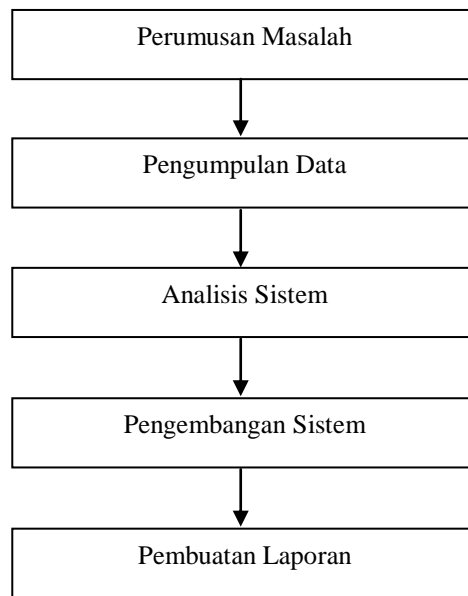 Perumusan Masalah
Pengumpulan Data
Analisis Sistem
Pengembangan Sistem
Pembuatan Laporan